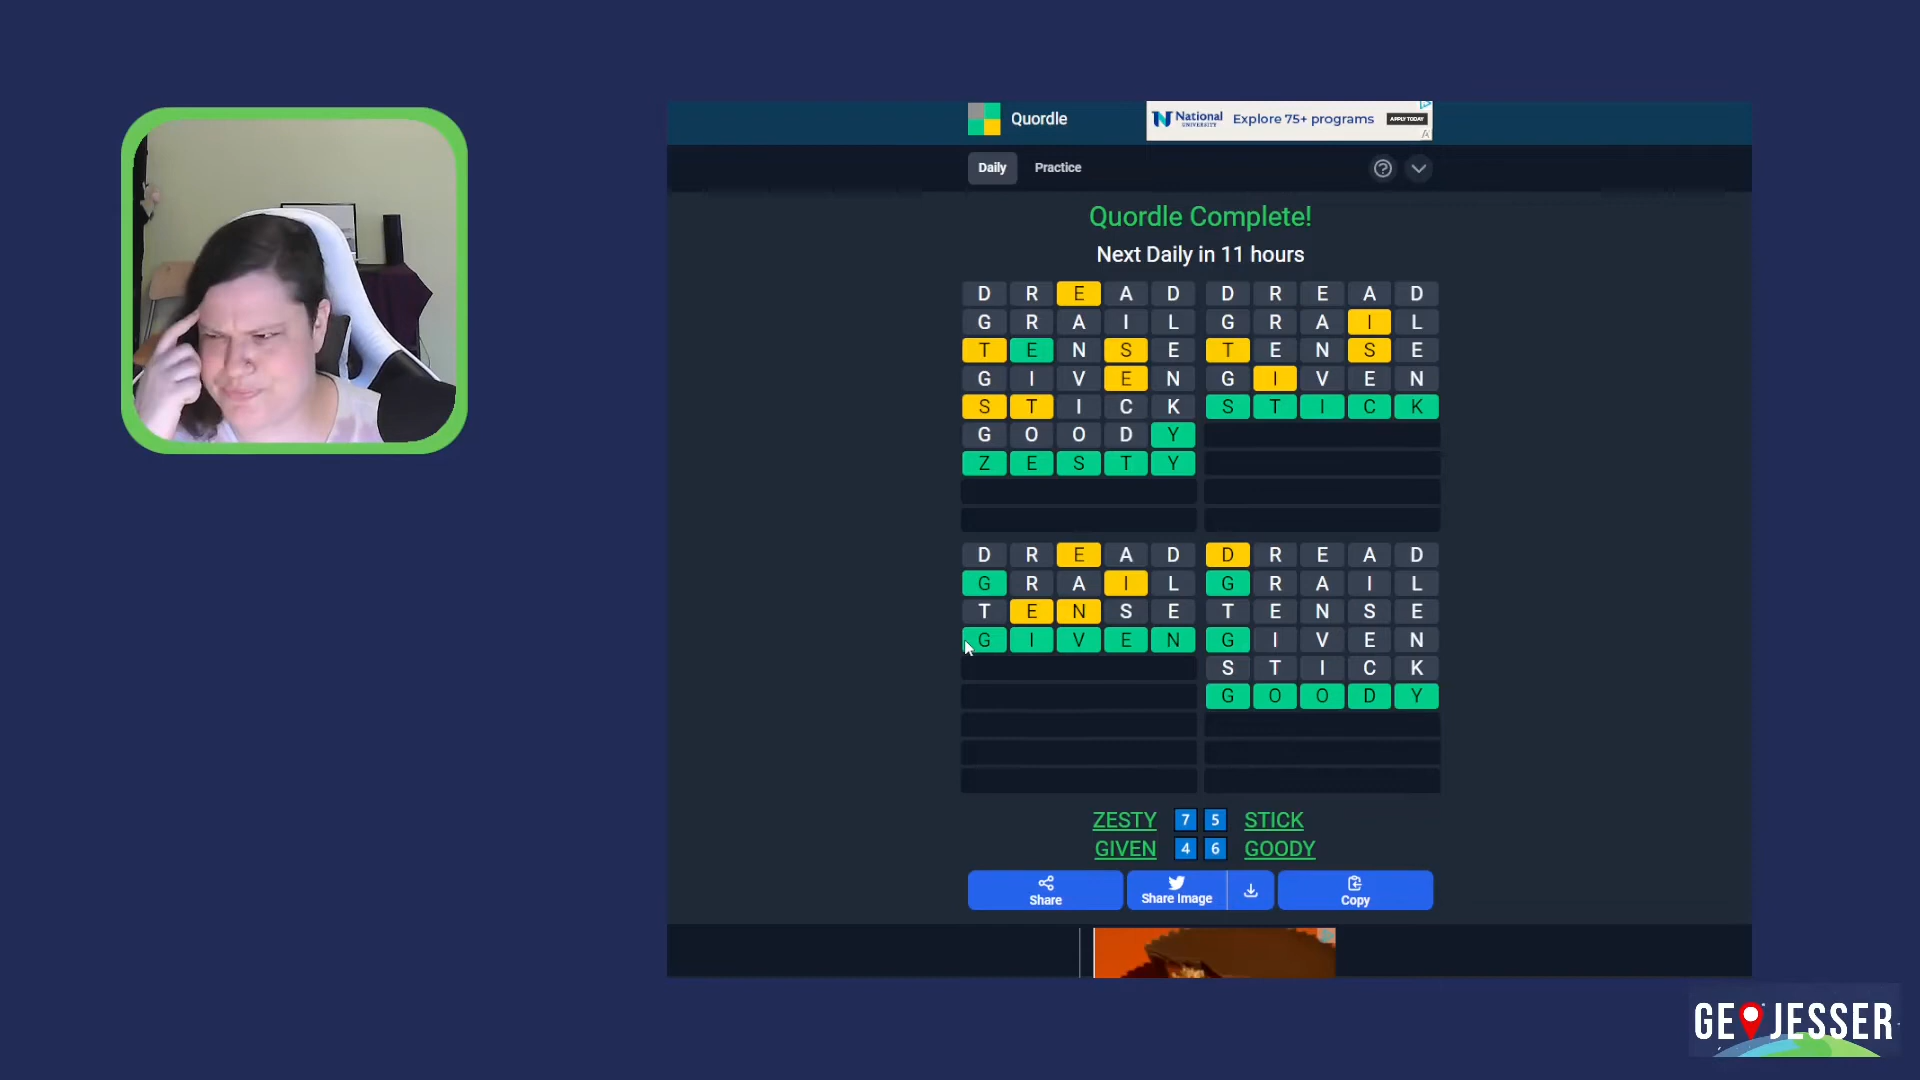 Quordle
National
UNIVERSITY
Explore 75+ programs
APPLY TODAY
Daily
Practice
?
Quordle Complete!
Next Daily in 11 hours
D R E A D D R E A D
G R A I L G R A I L
T E N S E T E N S E
G I V E N G I V E N
S T I C K S T I C K
G O O D Y
Z E S T Y
D R E A D D R E A D
G R A I L G R A I L
T E N S E T E N S E
G I V E N G I V E N
S T I C K
G O O D Y
ZESTY 7 5 STICK
GIVEN 4 6 GOODY
Share
Share Image
Copy
GEOJESSER